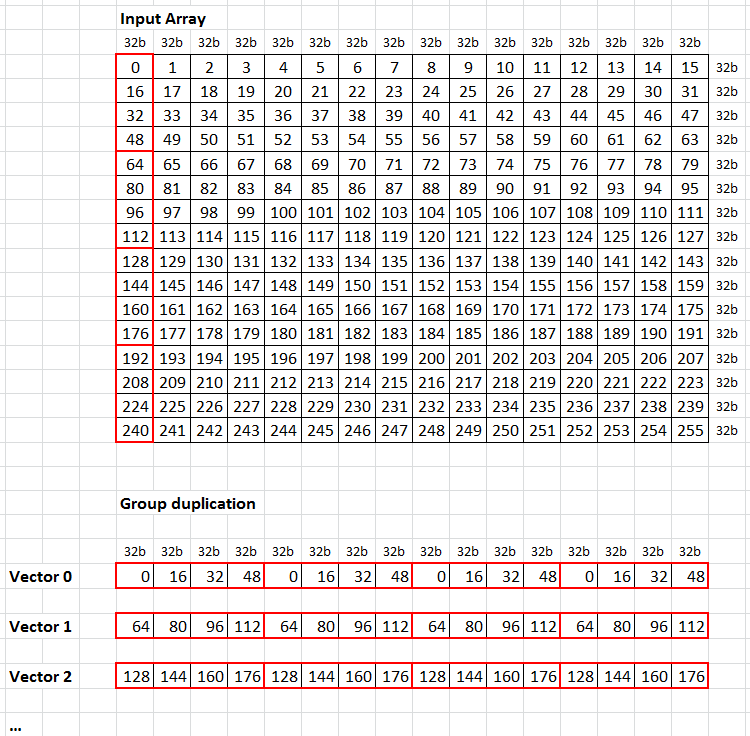 Input Array
32b 32b 32b 32b 32b 32b 32b 32b 32b 32b 32b 32b 32b 32b 32b 32b
0 1 2 3 4 5 6 7 8 9 10 11 12 13 14 15 32b
16 17 18 19 20 21 22 23 24 25 26 27 28 29 30 31 32b
32 33 34 35 36 37 38 39 40 41 42 43 44 45 46 47 32b
48 49 50 51 52 53 54 55 56 57 58 59 60 61 62 63 32b
64 65 66 67 68 69 70 71 72 73 74 75 76 77 78 79 32b
80 81 82 83 84 85 86 87 88 89 90 91 92 93 94 95 32b
96 97 98 99 100 101 102 103 104 105 106 107 108 109 110 111 32b
112 113 114 115 116 117 118 119 120 121 122 123 124 125 126 127 32b
128 129 130 131 132 133 134 135 136 137 138 139 140 141 142 143 32b
144 145 146 147 148 149 150 151 152 153 154 155 156 157 158 159 32b
160 161 162 163 164 165 166 167 168 169 170 171 172 173 174 175 32b
176 177 178 179 180 181 182 183 184 185 186 187 188 189 190 191 32b
192 193 194 195 196 197 198 199 200 201 202 203 204 205 206 207 32b
208 209 210 211 212 213 214 215 216 217 218 219 220 221 222 223 32b
224 225 226 227 228 229 230 231 232 233 234 235 236 237 238 239 32b
240 241 242 243 244 245 246 247 248 249 250 251 252 253 254 255 32b
Group duplication
32b 32b 32b 32b 32b 32b 32b 32b 32b 32b 32b 32b 32b 32b 32b 32b
Vector 0 0 16 32 48 0 16 32 48 0 16 32 48 0 16 32 48
Vector 1 64 80 96 112 64 80 96 112 64 80 96 112 64 80 96 112
Vector 2 128 144 160 176 128 144 160 176 128 144 160 176 128 144 160 176
...